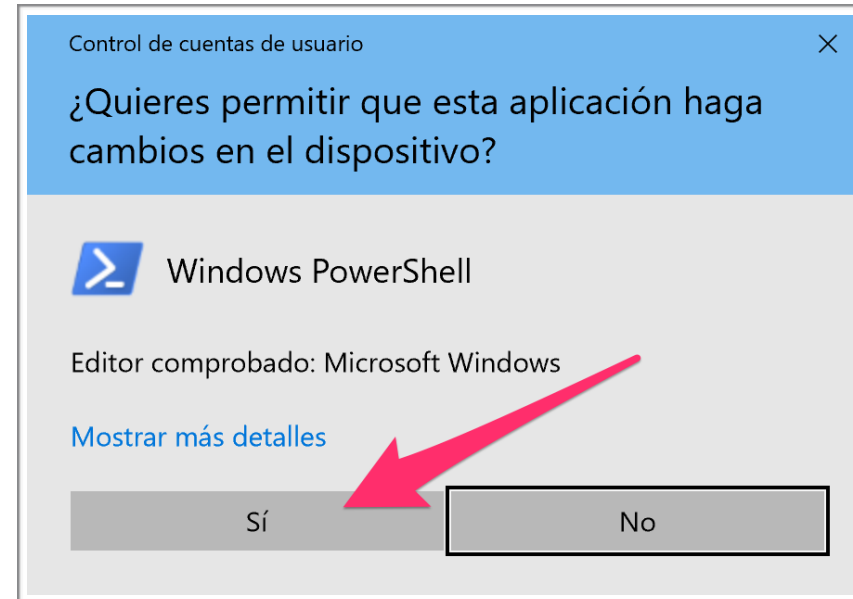 Control de cuentas de usuario
¿Quieres permitir que esta aplicación haga
cambios en el dispositivo?
Windows PowerShell
Editor comprobado: Microsoft Windows
Mostrar más detalles
Sí
No